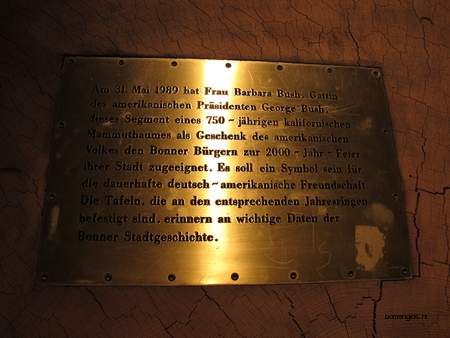 Am 31. Mai 1989 hat Frau Barbara Bush, Gattin
des amerikanischen Präsidenten George Bush,
dieses Segment eines 750-jährigen kalifornischen
Mammutbaumes als Geschenk des amerikanischen
Volkes den Bonner Bürgern zur 2000-Jahr-Feier
ihrer Stadt zugeeignet. Es soll ein Symbol sein für
die dauerhafte deutsch-amerikanische Freundschaft.
Die Tafeln, die an den entsprechenden Jahresringen
befestigt sind, erinnern an wichtige Daten der
Bonner Stadtgeschichte.